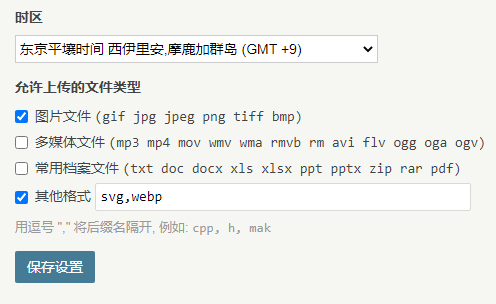 时区
东京平壤时间 西伊里安,摩鹿加群岛 (GMT +9)
允许上传的文件类型
图片文件 (gif jpg jpeg png tiff bmp)
多媒体文件 (mp3 mp4 mov wmv wma rmvb rm avi flv ogg oga ogv)
常用档案文件 (txt doc docx xls xlsx ppt pptx zip rar pdf)
其他格式 svg,webp
用逗号 "," 将后缀名隔开, 例如: cpp, h, mak
保存设置